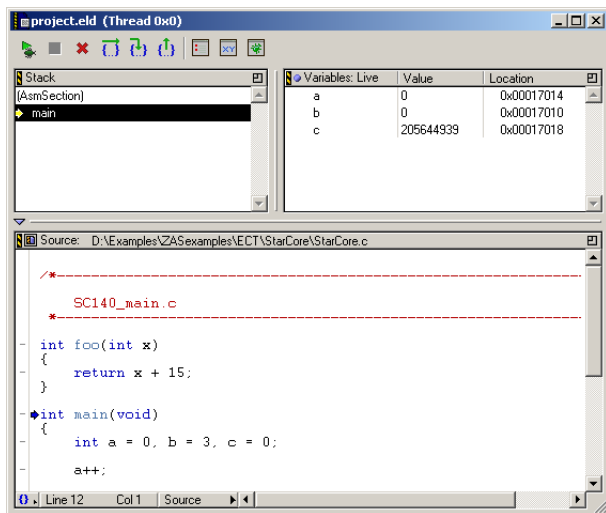 project.eld (Thread 0x0)
Stack
(AsmSection)
main
Variables: Live Value Location
a 0 0x00017014
b 0 0x00017010
c 205644939 0x00017018
Source: D:\Examples\ZASexamples\ECT\StarCore\StarCore.c
/*------------------------------------------------------------
SC140_main.c
*------------------------------------------------------------
int foo(int x)
{
return x + 15;
}
int main(void)
{
int a = 0, b = 3, c = 0;
a++;
Line 12 Col 1 Source